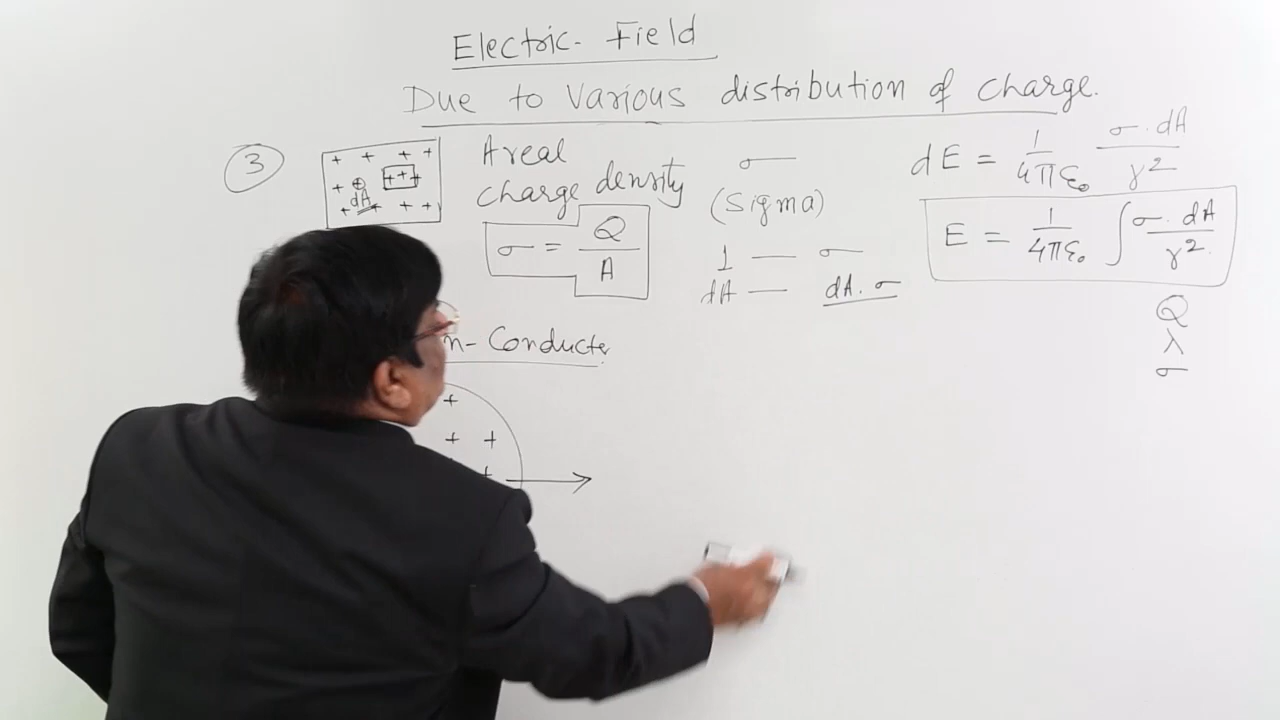 Electric- Field
Due to Various distribution of Charge.
3
+ + + +
+ ⊕ + + +
dA
+ + + +
Areal
Charge density
σ = Q/A
σ
(Sigma)
1 — σ
dA — dA. σ
dE = 1/4πε₀ σ. dA/r²
E = 1/4πε₀ ∫ σ. dA/r².
Q
λ
σ
n- Conducte
+
+ +
+